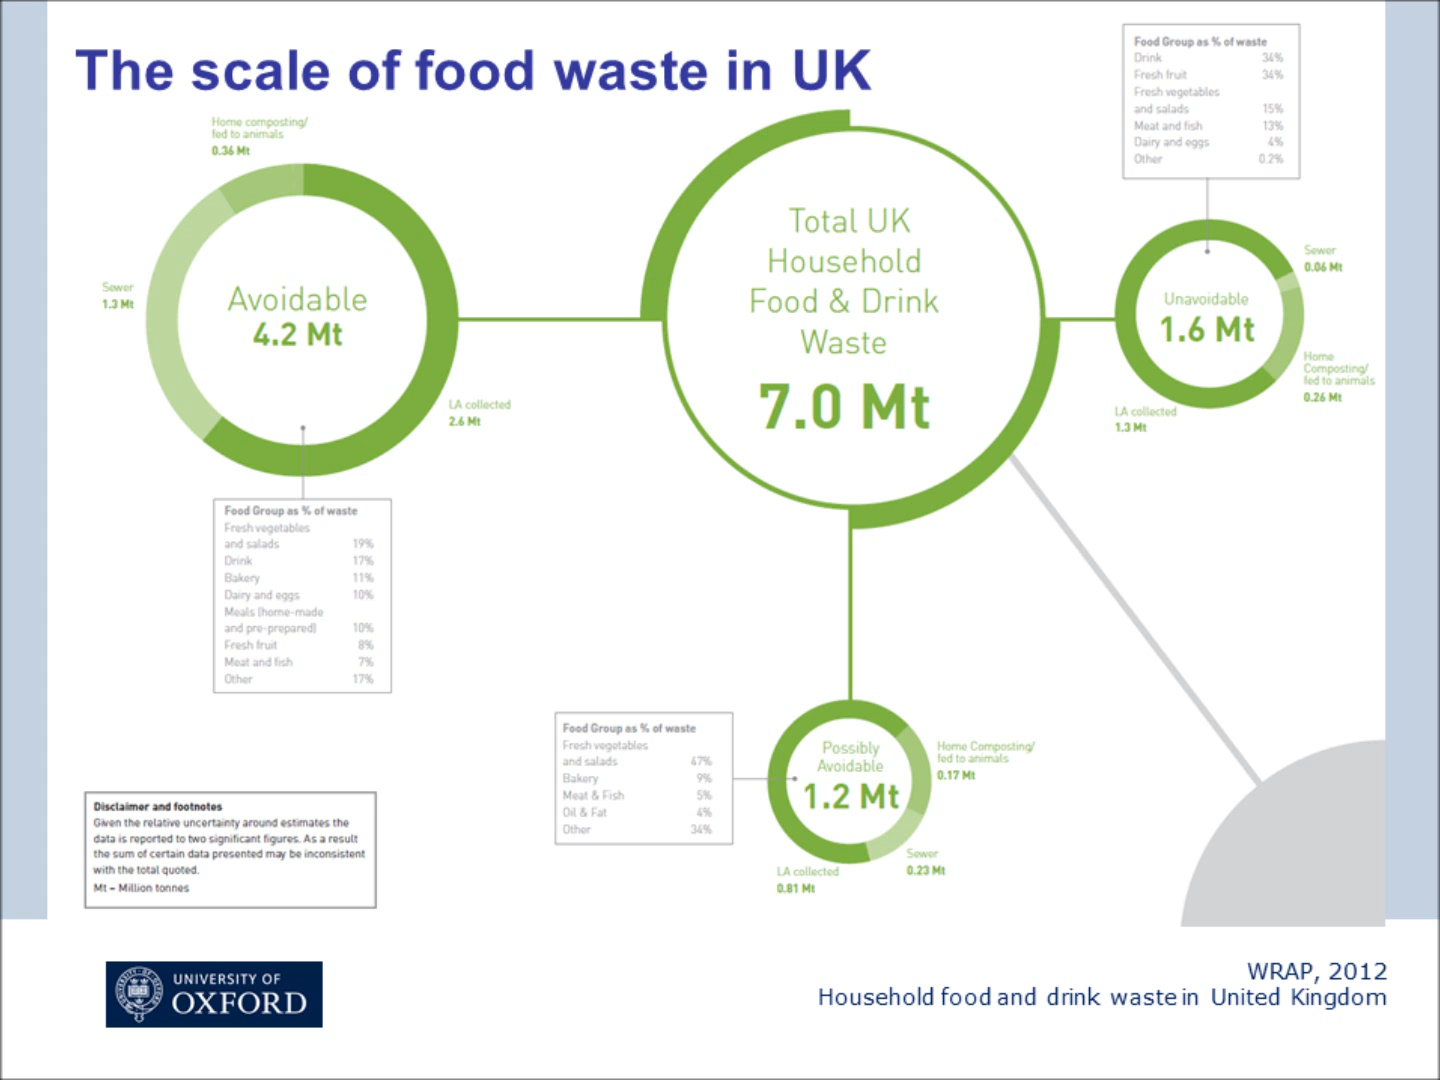 The scale of food waste in UK
Home composting/
fed to animals
0.36 Mt
Sewer
1.3 Mt
Avoidable
4.2 Mt
LA collected
2.6 Mt
Food Group as % of waste
Fresh vegetables
and salads 19%
Drink 17%
Bakery 11%
Dairy and eggs 10%
Meals (home-made
and pre-prepared) 10%
Fresh fruit 8%
Meat and fish 7%
Other 17%
Total UK
Household
Food & Drink
Waste
7.0 Mt
Food Group as % of waste
Drink 34%
Fresh fruit 34%
Fresh vegetables
and salads 15%
Meat and fish 13%
Dairy and eggs 4%
Other 0.2%
Unavoidable
1.6 Mt
Sewer
0.06 Mt
Home
Composting/
fed to animals
0.26 Mt
LA collected
1.3 Mt
Food Group as % of waste
Fresh vegetables
and salads 47%
Bakery 9%
Meat & Fish 5%
Oil & Fat 4%
Other 34%
Possibly
Avoidable
1.2 Mt
Home Composting/
fed to animals
0.17 Mt
Sewer
0.23 Mt
LA collected
0.81 Mt
Disclaimer and footnotes
Given the relative uncertainty around estimates the
data is reported to two significant figures. As a result
the sum of certain data presented may be inconsistent
with the total quoted.
Mt – Million tonnes
UNIVERSITY OF
OXFORD
WRAP, 2012
Household food and drink waste in United Kingdom